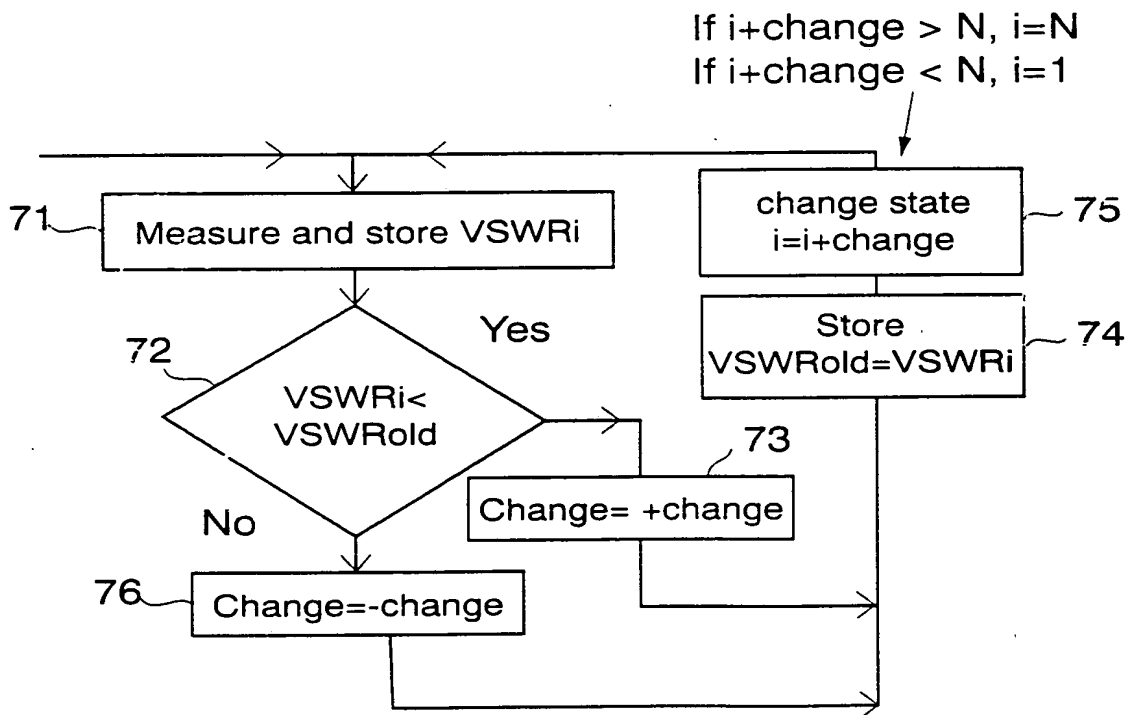 If i+change > N, i=N
If i+change < N, i=1
71
Measure and store VSWRi
change state
i=i+change
75
Store
VSWRold=VSWRi
74
72
Yes
VSWRi<
VSWRold
73
Change= +change
No
76
Change=-change